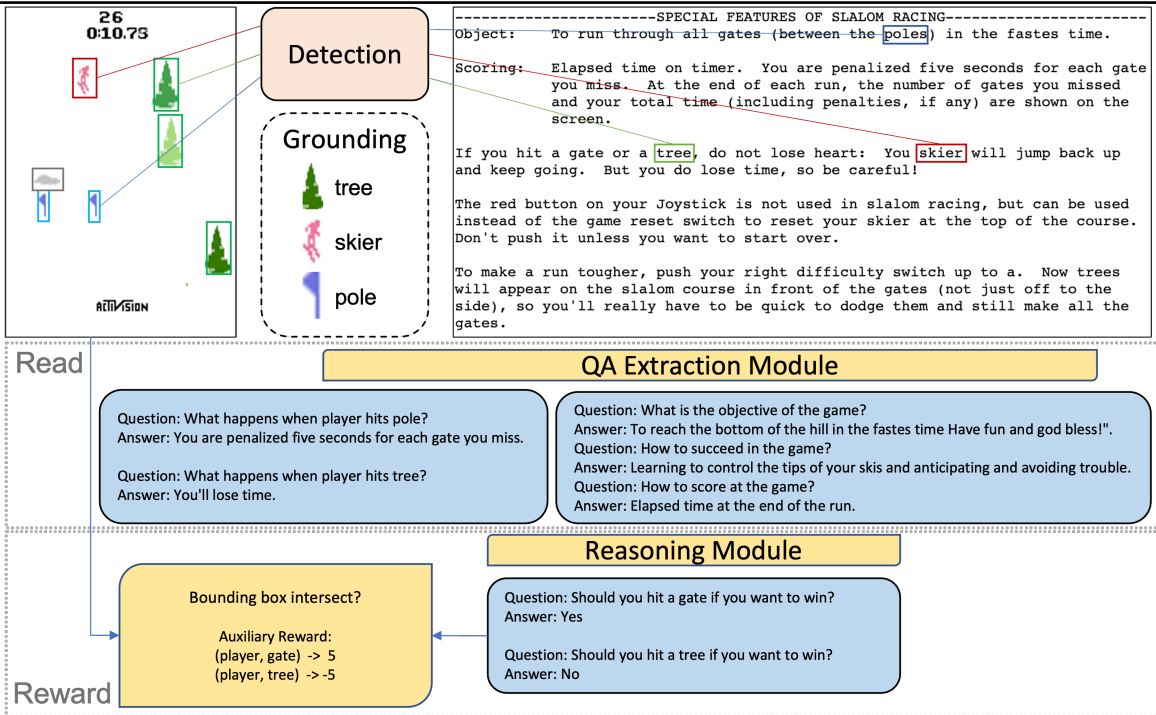 26
0:10.75
ACTIVISION
Detection
Grounding
tree
skier
pole
-SPECIAL FEATURES OF SLALOM RACING-
Object: To run through all gates (between the poles) in the fastes time.
Scoring: Elapsed time on timer. You are penalized five seconds for each gate
you miss. At the end of each run, the number of gates you missed
and your total time (including penalties, if any) are shown on the
screen.
If you hit a gate or a tree, do not lose heart: You skier will jump back up
and keep going. But you do lose time, so be careful!
The red button on your Joystick is not used in slalom racing, but can be used
instead of the game reset switch to reset your skier at the top of the course.
Don't push it unless you want to start over.
To make a run tougher, push your right difficulty switch up to a. Now trees
will appear on the slalom course in front of the gates (not just off to the
side), so you'll really have to be quick to dodge them and still make all the
gates.
Read
QA Extraction Module
Question: What happens when player hits pole?
Answer: You are penalized five seconds for each gate you miss.
Question: What happens when player hits tree?
Answer: You'll lose time.
Question: What is the objective of the game?
Answer: To reach the bottom of the hill in the fastes time Have fun and god bless!".
Question: How to succeed in the game?
Answer: Learning to control the tips of your skis and anticipating and avoiding trouble.
Question: How to score at the game?
Answer: Elapsed time at the end of the run.
Reasoning Module
Bounding box intersect?
Auxiliary Reward:
(player, gate) -> 5
(player, tree) -> -5
Question: Should you hit a gate if you want to win?
Answer: Yes
Question: Should you hit a tree if you want to win?
Answer: No
Reward